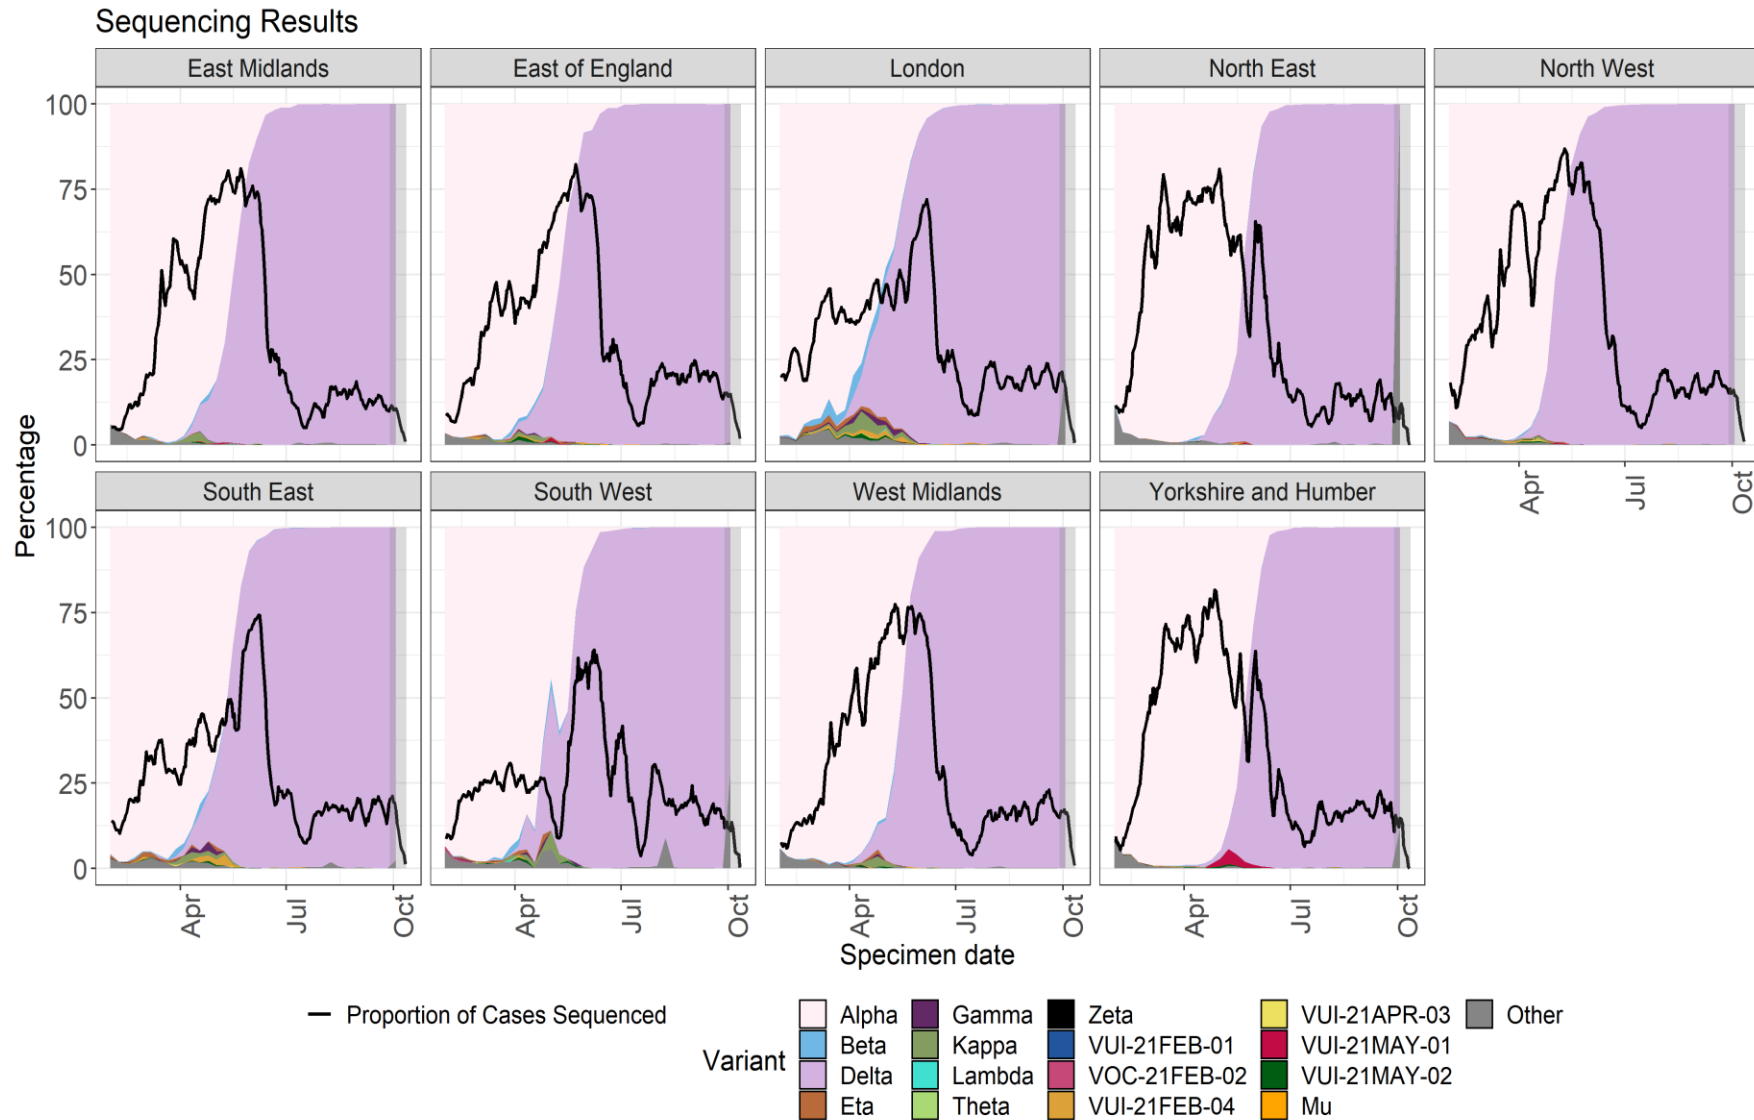 Sequencing Results
East Midlands
East of England
London
North East
North West
100
75
50
25
0
Apr
Jul
Oct
South East
South West
West Midlands
Yorkshire and Humber
100
75
50
25
0
Percentage
Apr
Jul
Oct
Apr
Jul
Oct
Apr
Jul
Oct
Apr
Jul
Oct
Specimen date
Proportion of Cases Sequenced
Variant
Alpha
Beta
Delta
Eta
Gamma
Kappa
Lambda
Theta
Zeta
VUI-21FEB-01
VOC-21FEB-02
VUI-21FEB-04
VUI-21APR-03
VUI-21MAY-01
VUI-21MAY-02
Mu
Other